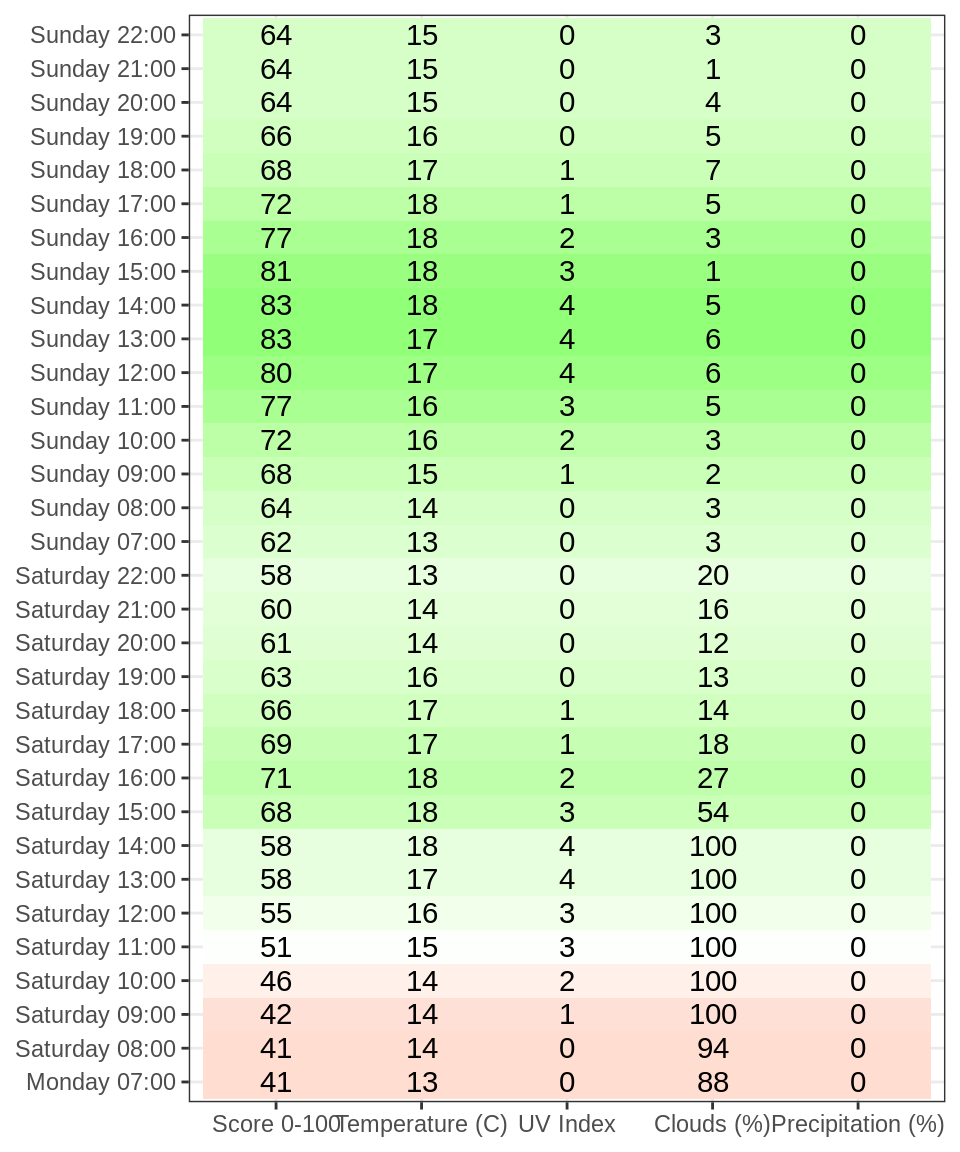 Sunday 22:00 64 15 0 3 0
Sunday 21:00 64 15 0 1 0
Sunday 20:00 64 15 0 4 0
Sunday 19:00 66 16 0 5 0
Sunday 18:00 68 17 1 7 0
Sunday 17:00 72 18 1 5 0
Sunday 16:00 77 18 2 3 0
Sunday 15:00 81 18 3 1 0
Sunday 14:00 83 18 4 5 0
Sunday 13:00 83 17 4 6 0
Sunday 12:00 80 17 4 6 0
Sunday 11:00 77 16 3 5 0
Sunday 10:00 72 16 2 3 0
Sunday 09:00 68 15 1 2 0
Sunday 08:00 64 14 0 3 0
Sunday 07:00 62 13 0 3 0
Saturday 22:00 58 13 0 20 0
Saturday 21:00 60 14 0 16 0
Saturday 20:00 61 14 0 12 0
Saturday 19:00 63 16 0 13 0
Saturday 18:00 66 17 1 14 0
Saturday 17:00 69 17 1 18 0
Saturday 16:00 71 18 2 27 0
Saturday 15:00 68 18 3 54 0
Saturday 14:00 58 18 4 100 0
Saturday 13:00 58 17 4 100 0
Saturday 12:00 55 16 3 100 0
Saturday 11:00 51 15 3 100 0
Saturday 10:00 46 14 2 100 0
Saturday 09:00 42 14 1 100 0
Saturday 08:00 41 14 0 94 0
Monday 07:00 41 13 0 88 0
Score 0-100 Temperature (C) UV Index Clouds (%) Precipitation (%)